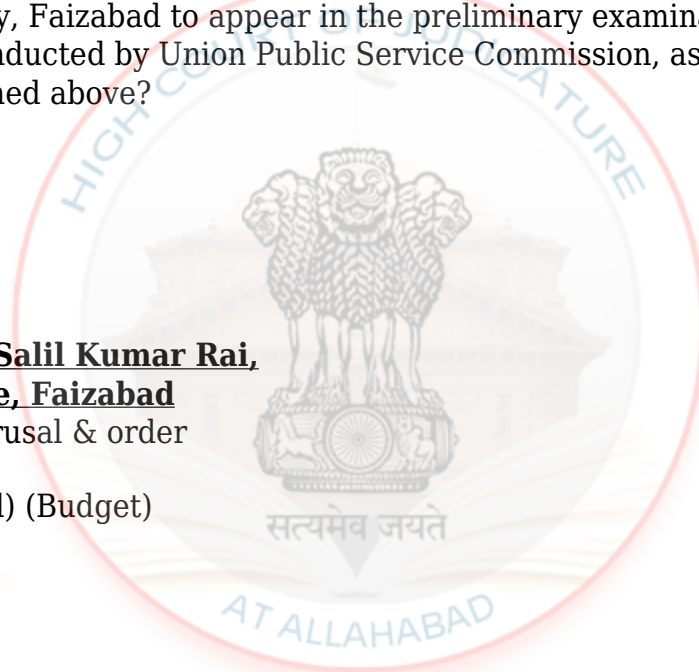 y, Faizabad to appear in the preliminary examina
nducted by Union Public Service Commission, as
ned above?
HIGH COURT OF JUDICATURE
Salil Kumar Rai,
e, Faizabad
rusal & order
l) (Budget)
सत्यमेव जयते
AT ALLAHABAD